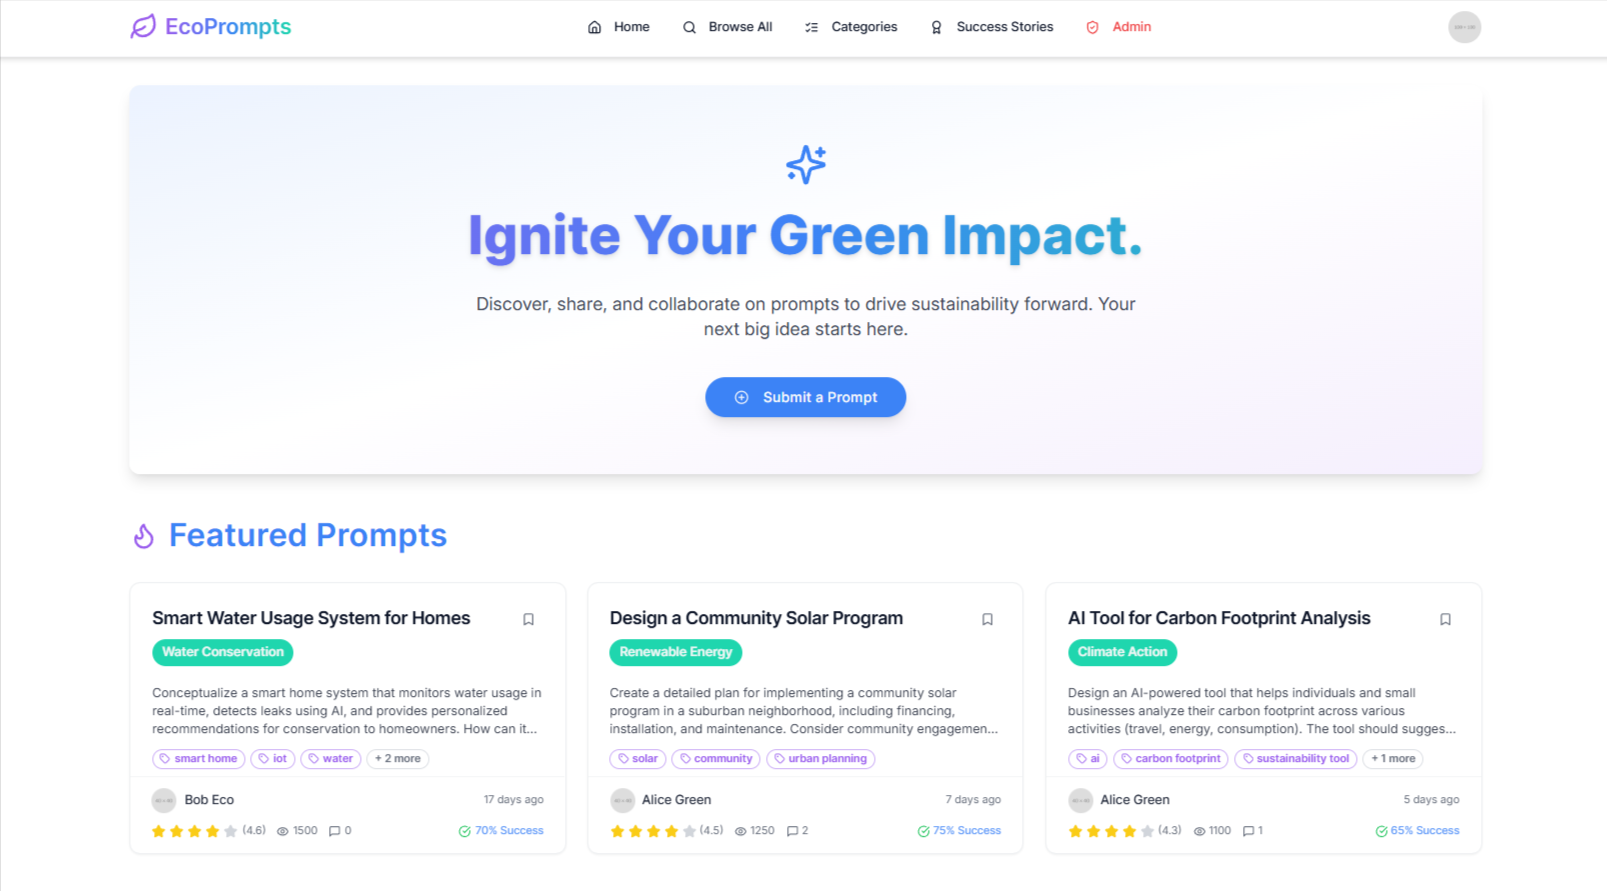 EcoPrompts
Home
Browse All
Categories
Success Stories
Admin
Ignite Your Green Impact.
Discover, share, and collaborate on prompts to drive sustainability forward. Your
next big idea starts here.
Submit a Prompt
Featured Prompts
Smart Water Usage System for Homes
Water Conservation
Conceptualize a smart home system that monitors water usage in
real-time, detects leaks using AI, and provides personalized
recommendations for conservation to homeowners. How can it...
smart home
iot
water
+ 2 more
Bob Eco
17 days ago
(4.6)
1500
0
70% Success
Design a Community Solar Program
Renewable Energy
Create a detailed plan for implementing a community solar
program in a suburban neighborhood, including financing,
installation, and maintenance. Consider community engagemen...
solar
community
urban planning
Alice Green
7 days ago
(4.5)
1250
2
75% Success
AI Tool for Carbon Footprint Analysis
Climate Action
Design an AI-powered tool that helps individuals and small
businesses analyze their carbon footprint across various
activities (travel, energy, consumption). The tool should sugges...
ai
carbon footprint
sustainability tool
+ 1 more
Alice Green
5 days ago
(4.3)
1100
1
65% Success